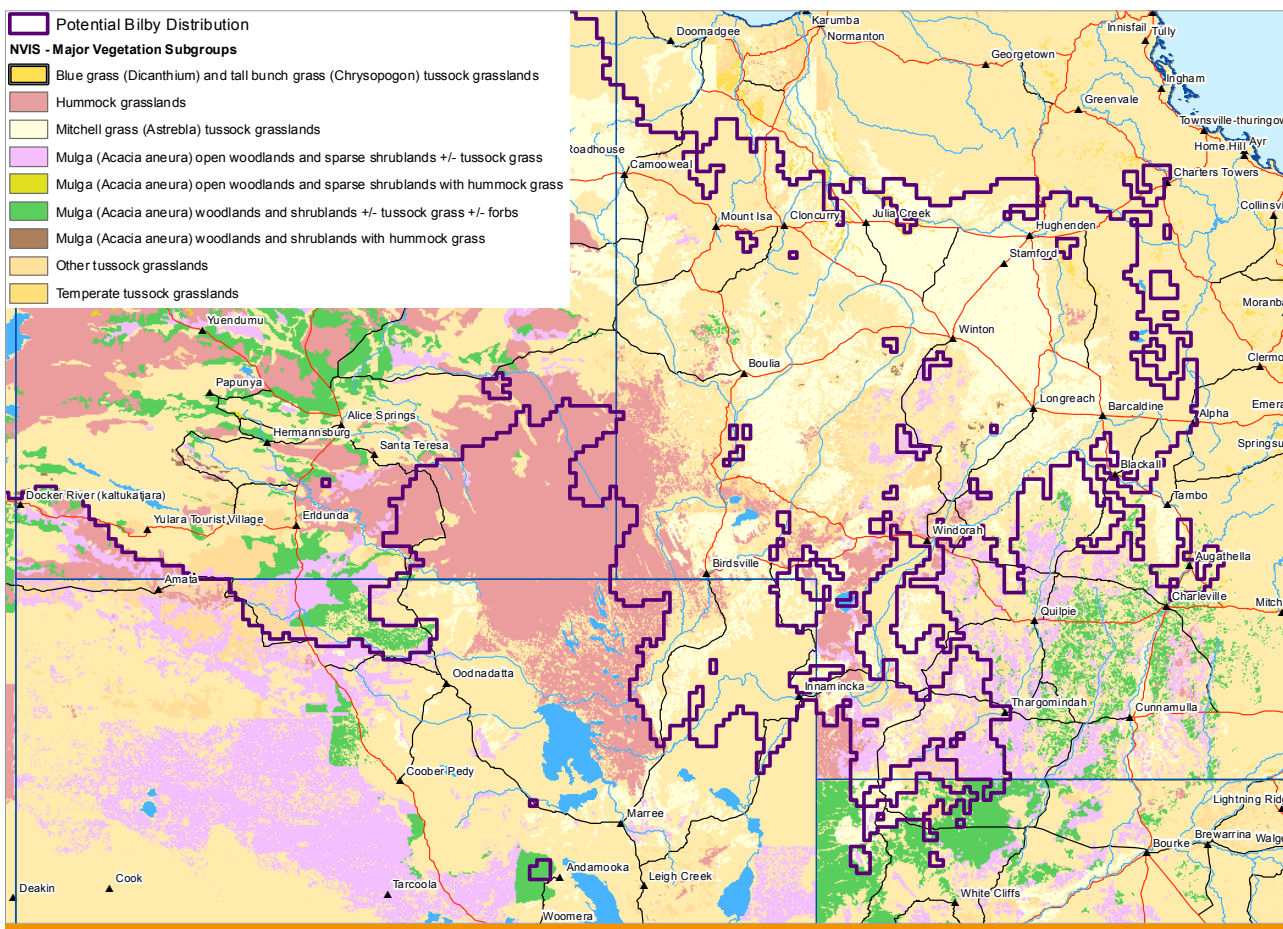 Potential Bilby Distribution
NVIS - Major Vegetation Subgroups
Blue grass (Dicanthium) and tall bunch grass (Chrysopogon) tussock grasslands
Hummock grasslands
Mitchell grass (Astrebla) tussock grasslands
Mulga (Acacia aneura) open woodlands and sparse shrublands +/- tussock grass
Mulga (Acacia aneura) open woodlands and sparse shrublands with hummock grass
Mulga (Acacia aneura) woodlands and shrublands +/- tussock grass +/- forbs
Mulga (Acacia aneura) woodlands and shrublands with hummock grass
Other tussock grasslands
Temperate tussock grasslands
Karumba
Doomadgee
Normanton
Innisfail
Tully
Georgetown
Ingham
Greenvale
Townsville-thuringow
Home Hill
Ayr
Roadhouse
Camooweal
Charters Towers
Collinsvi
Mount Isa
Cloncurry
Julia Creek
Hughenden
Stamford
Moranba
Yuendumu
Winton
Boulia
Clermo
Papunya
Longreach
Barcaldine
Alice Springs
Alpha
Emera
Hermannsburg
Santa Teresa
Springsu
Blackall
Docker River (kaltukatjara)
Tambo
Yulara Tourist Village
Erldunda
Windorah
Birdsville
Augathella
Amata
Charleville
Quilpie
Mitch
Oodnadatta
Innamincka
Thargomindah
Cunnamulla
Coober Pedy
Lightning Ridg
Marree
Brewarrina
Walge
Bourke
Andamooka
Leigh Creek
Deakin
Cook
Tarcoola
White Cliffs
Woomera